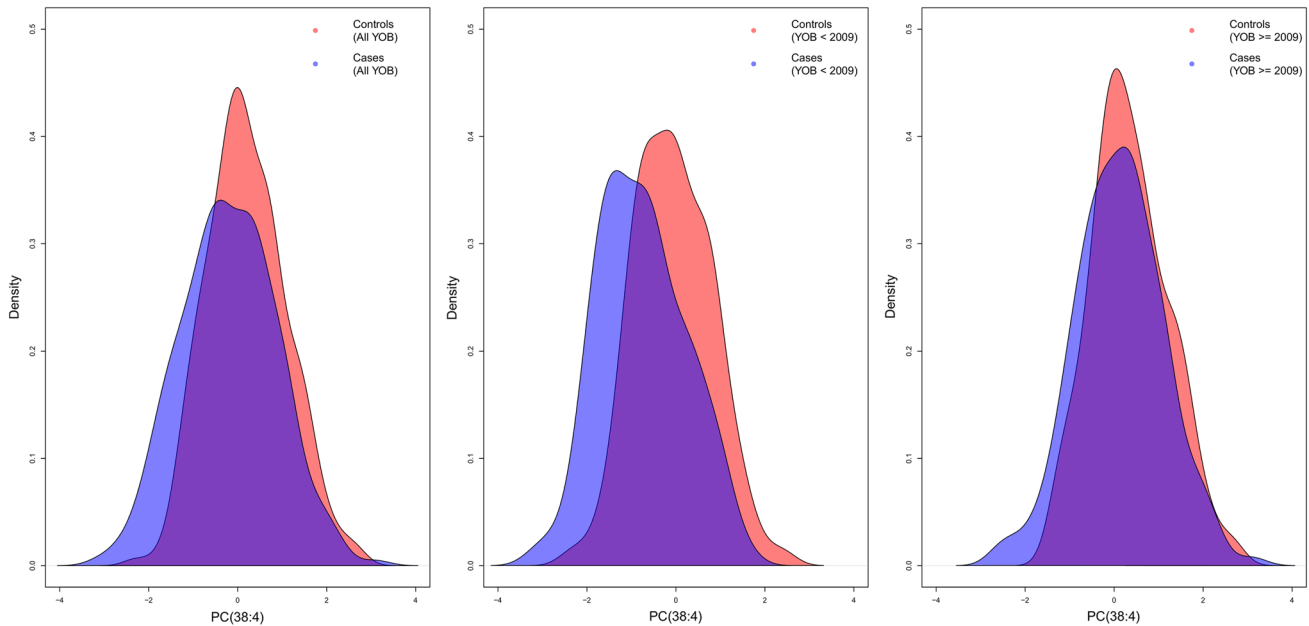 Controls
(All YOB)
Cases
(All YOB)
0.5
0.4
0.3
0.2
0.1
0.0
Density
−4
−2
0
2
4
PC(38:4)
Controls
(YOB < 2009)
Cases
(YOB < 2009)
0.5
0.4
0.3
0.2
0.1
0.0
Density
−4
−2
0
2
4
PC(38:4)
Controls
(YOB >= 2009)
Cases
(YOB >= 2009)
0.5
0.4
0.3
0.2
0.1
0.0
Density
−4
−2
0
2
4
PC(38:4)